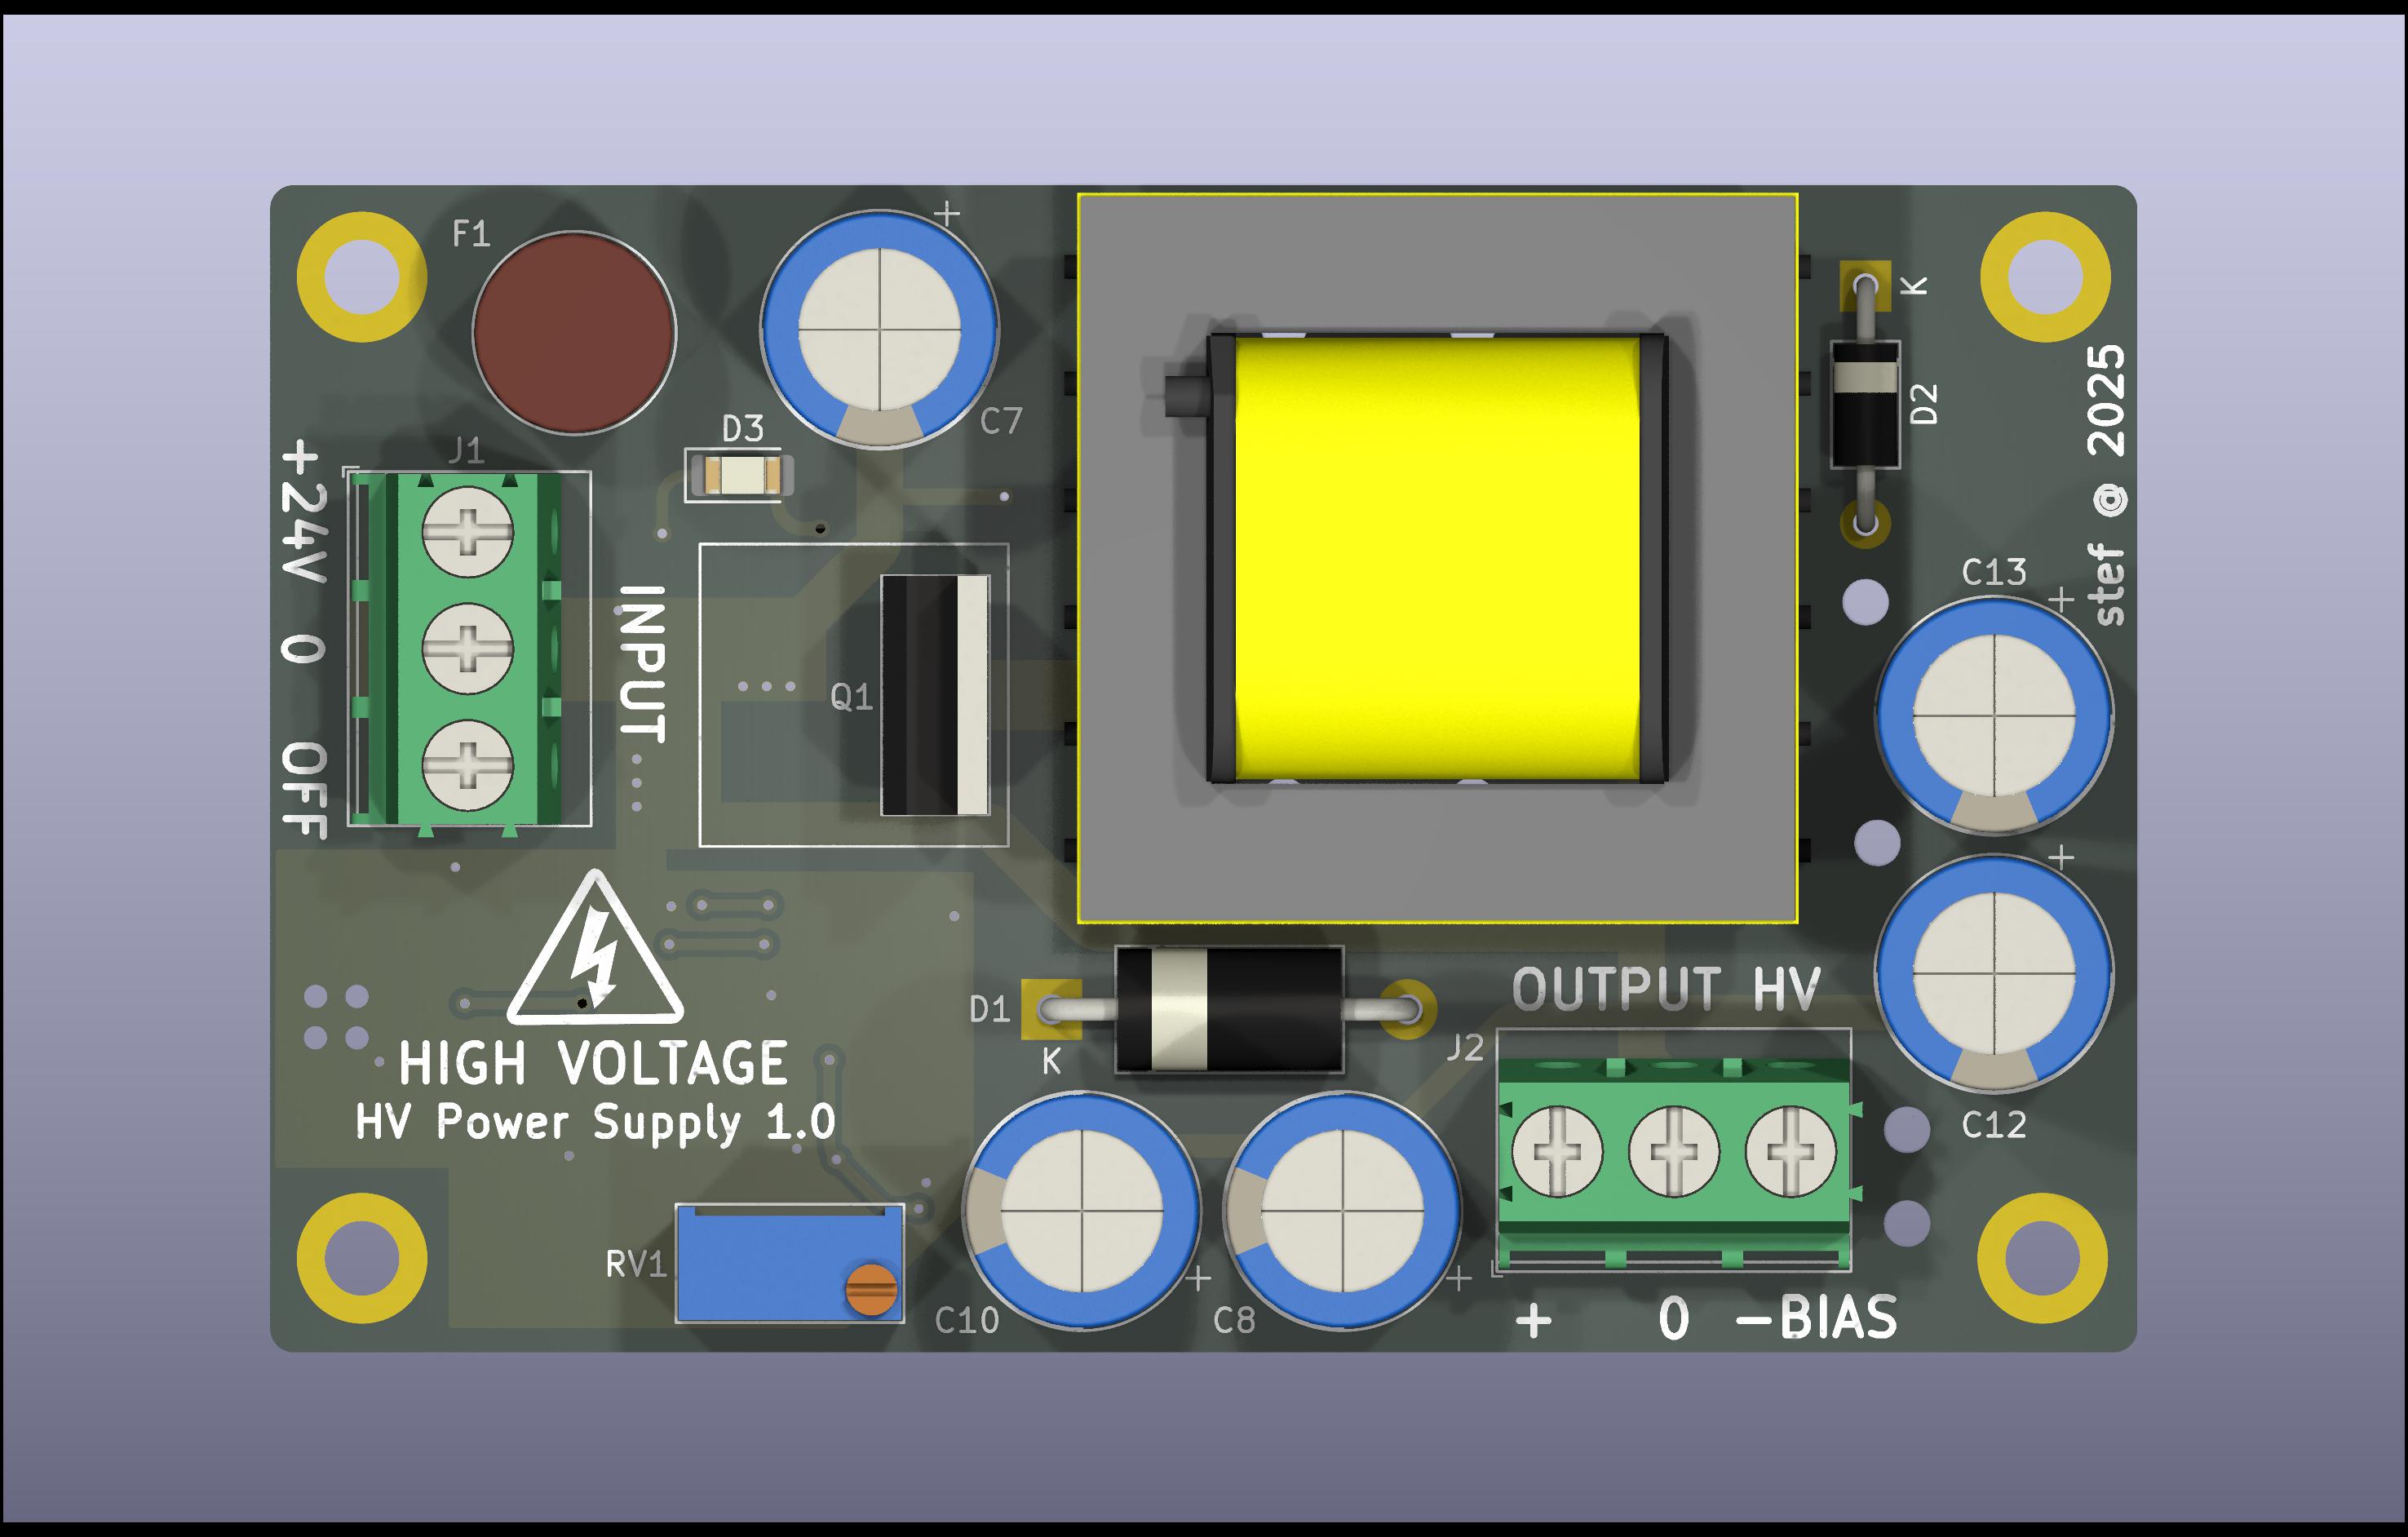 F1
+
C7
K
D3
J1
D2
stef @ 2025
+24V 0 OFF
INPUT
C13
+
Q1
+
HIGH VOLTAGE
HV Power Supply 1.0
D1
K
OUTPUT HV
J2
C12
RV1
C10
+
C8
+
+ 0 -BIAS